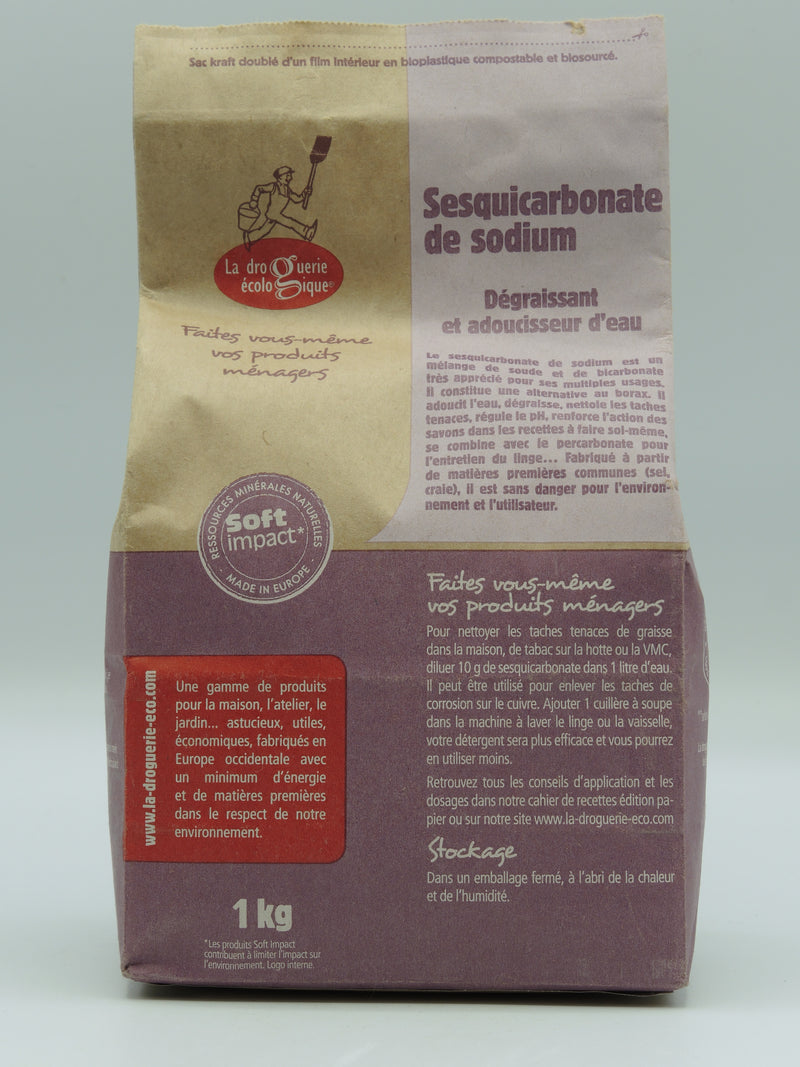 Sac kraft doublé d'un film intérieur en bioplastique compostable et biosourcé.
La droguerie
écologique®
Faites vous-même
vos produits
ménagers
Sesquicarbonate
de sodium
Dégraissant
et adoucisseur d'eau
Le sesquicarbonate de sodium est un
mélange de soude et de bicarbonate
très apprécié pour ses multiples usages.
Il constitue une alternative au borax. Il
adoucit l'eau, dégraisse, nettoie les taches
tenaces, régule le pH, renforce l'action des
savons dans les recettes à faire soi-même,
se combine avec le percarbonate pour
l'entretien du linge... Fabriqué à partir
de matières premières communes (sel,
craie), il est sans danger pour l'environ-
nement et l'utilisateur.
RESSOURCES MINÉRALES NATURELLES
Soft
impact*
- MADE IN EUROPE -
www.la-droguerie-eco.com
Une gamme de produits
pour la maison, l'atelier, le
jardin... astucieux, utiles,
économiques, fabriqués en
Europe occidentale avec
un minimum d'énergie
et de matières premières
dans le respect de notre
environnement.
1 kg
*Les produits Soft Impact
contribuent à limiter l'impact sur
l'environnement. Logo interne.
Faites vous-même
vos produits ménagers
Pour nettoyer les taches tenaces de graisse
dans la maison, de tabac sur la hotte ou la VMC,
diluer 10 g de sesquicarbonate dans 1 litre d'eau.
Il peut être utilisé pour enlever les taches de
corrosion sur le cuivre. Ajouter 1 cuillère à soupe
dans la machine à laver le linge ou la vaisselle,
votre détergent sera plus efficace et vous pourrez
en utiliser moins.
Retrouvez tous les conseils d'application et les
dosages dans notre cahier de recettes édition pa-
pier ou sur notre site www.la-droguerie-eco.com
Stockage
Dans un emballage fermé, à l'abri de la chaleur
et de l'humidité.